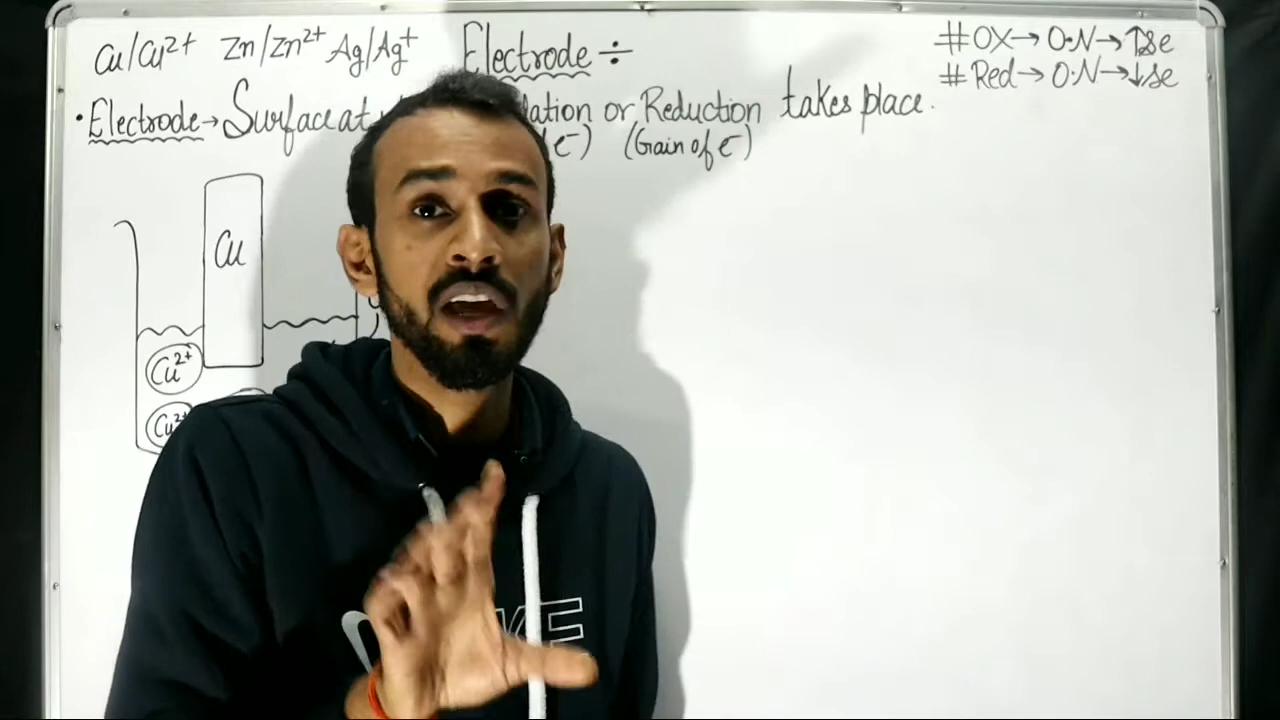 Cu/Cu²⁺ Zn/Zn²⁺ Ag/Ag⁺ Electrode ÷
#OX→ O·N→↑se
#Red→ O·N→↓se
•Electrode→Surface at or Reduction takes place.
e⁻) (Gain of e⁻)
Cu
Cu²⁺
Cu²⁺